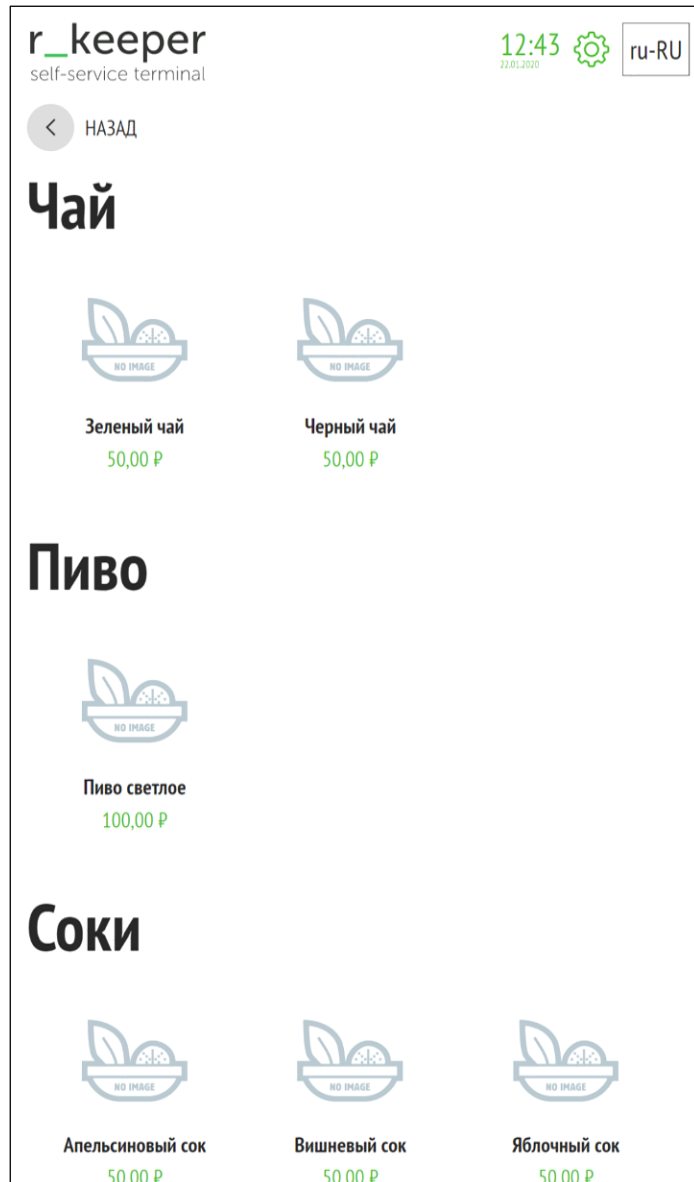 r_keeper
self-service terminal
12:43
22.01.2020
ru-RU
НАЗАД
Чай
NO IMAGE NO IMAGE
Зеленый чай Черный чай
50,00 ₽ 50,00 ₽
Пиво
NO IMAGE
Пиво светлое
100,00 ₽
Соки
NO IMAGE NO IMAGE NO IMAGE
Апельсиновый сок Вишневый сок Яблочный сок
50,00 ₽ 50,00 ₽ 50,00 ₽